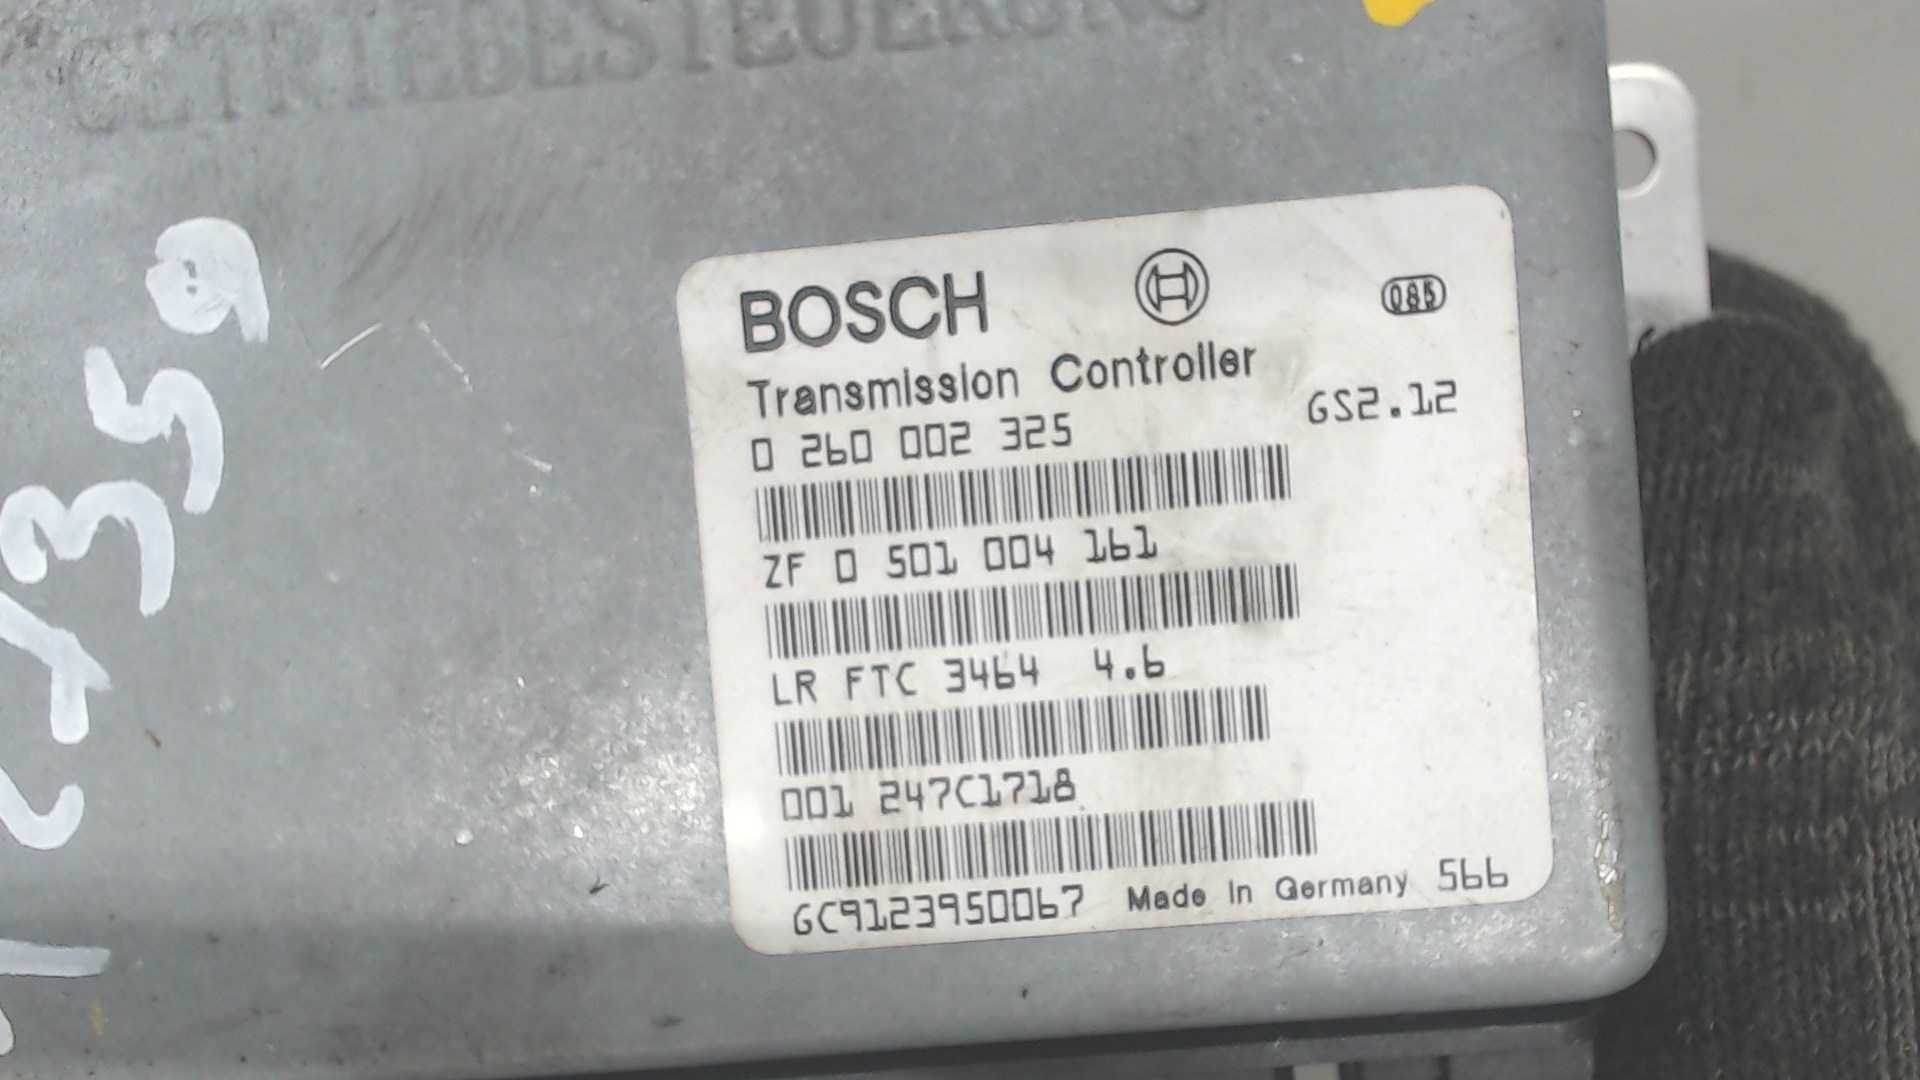 GETRIEBESTEUERUNG
BOSCH
085
Transmission Controller
0 260 002 325
GS2.12
ZF 0 501 004 161
LR FTC 3464 4.6
001 247C1718
GC9123950067 Made In Germany 566